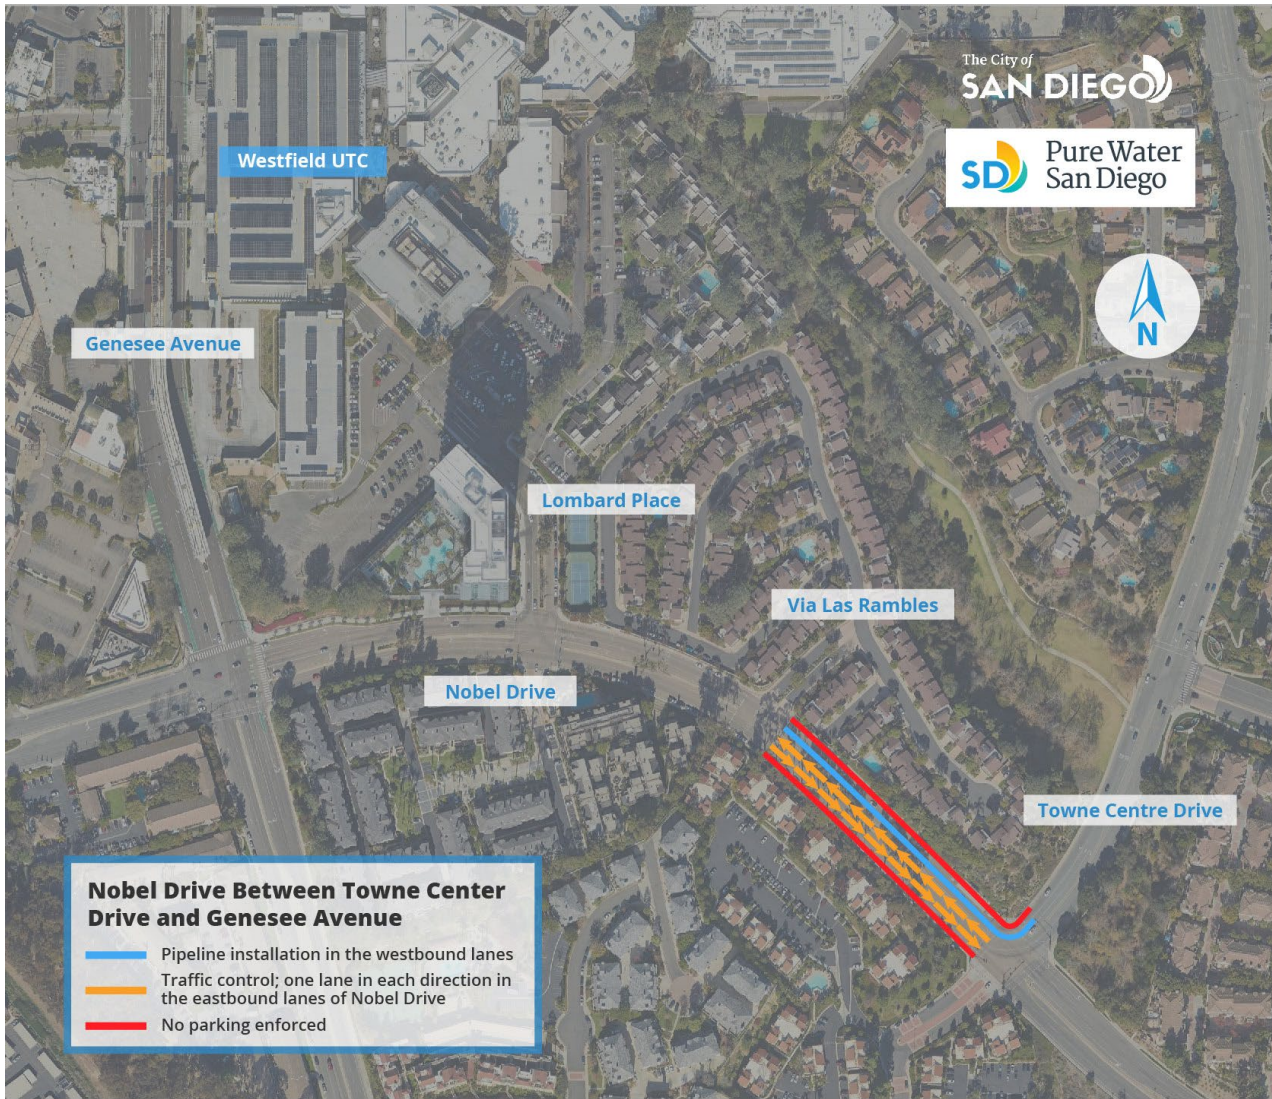 The City of
SAN DIEGO
SD
Pure Water
San Diego
Westfield UTC
N
Genesee Avenue
Lombard Place
Via Las Rambles
Nobel Drive
Towne Centre Drive
Nobel Drive Between Towne Center
Drive and Genesee Avenue
Pipeline installation in the westbound lanes
Traffic control; one lane in each direction in
the eastbound lanes of Nobel Drive
No parking enforced